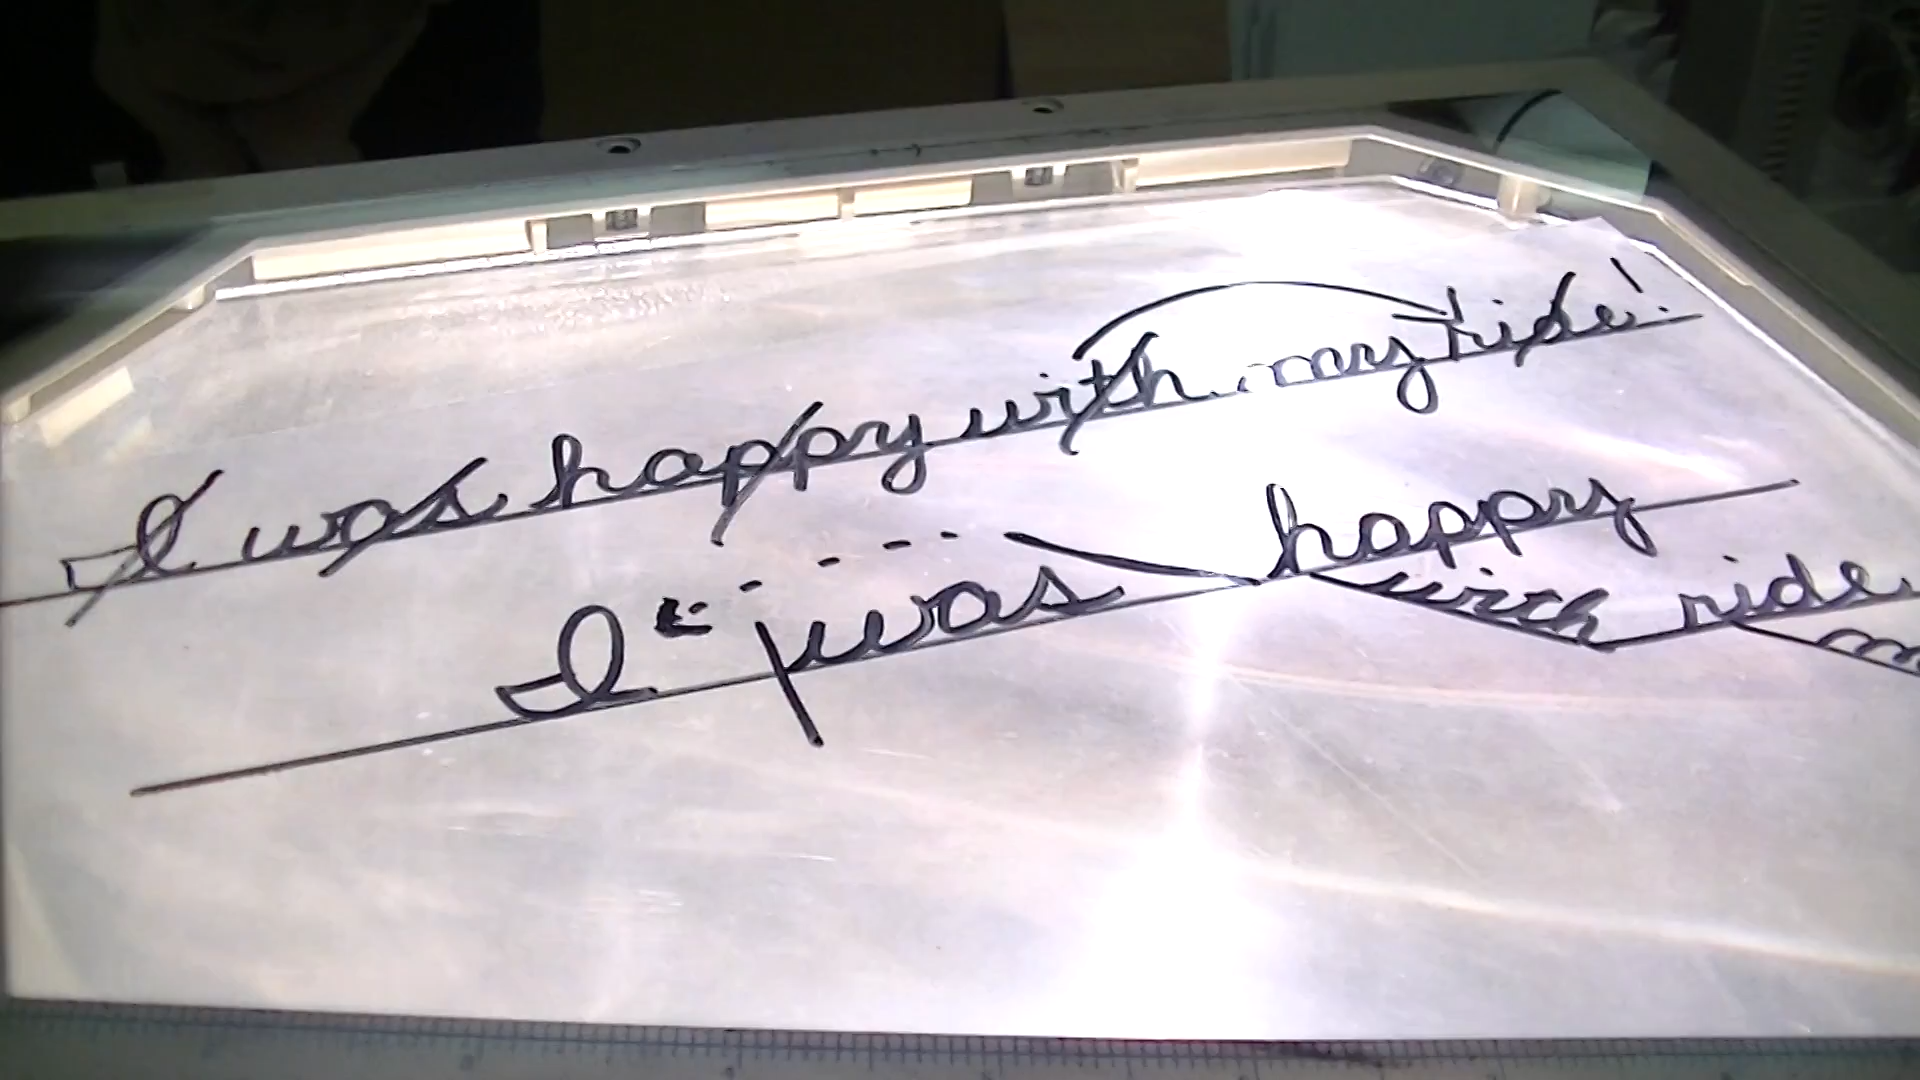 I was happy with my ride!
I was happy
with ride
m